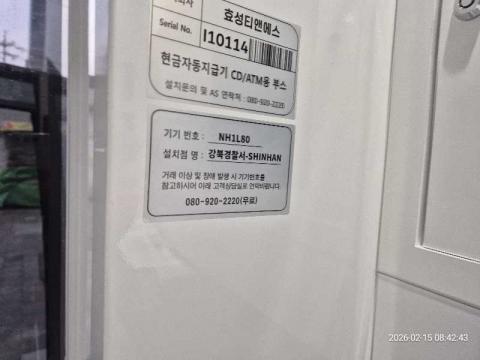 효성티앤에스
Serial No.
I10114
현금자동지급기 CD/ATM용 부스
설치문의 및 AS 연락처 : 080-920-2220
기기 번호 : NH1L80
설치점 명 : 강북경찰서-SHINHAN
거래 이상 및 장애 발생 시 기기번호를
참고하시어 아래 고객상담실로 연락바랍니다.
080-920-2220(무료)
2026-02-15 08:42:43